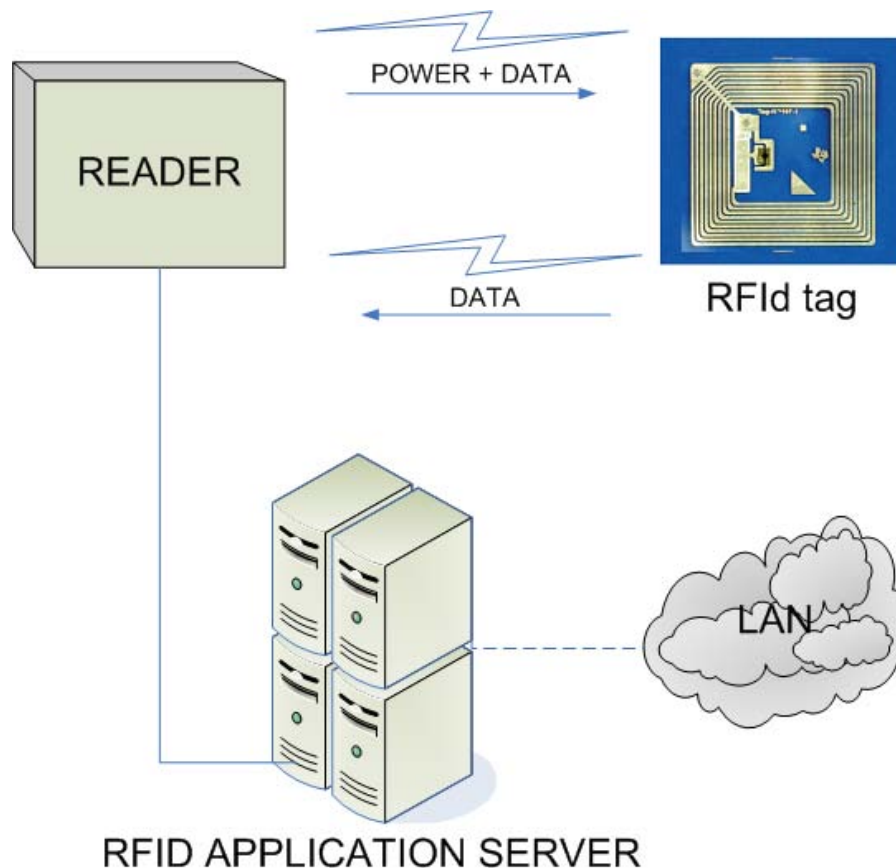 POWER + DATA
READER
DATA
RFId tag
LAN
RFID APPLICATION SERVER